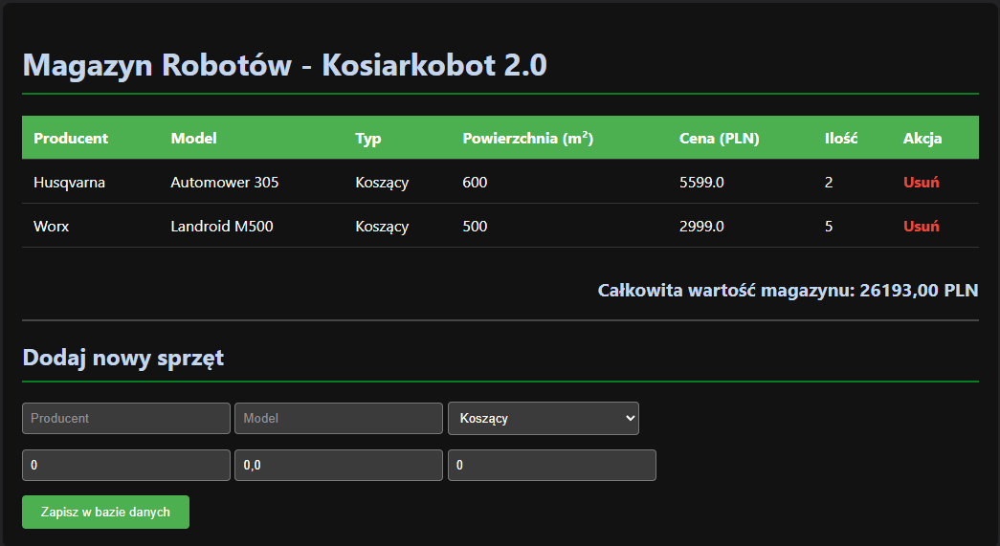 Magazyn Robotów - Kosiarkobot 2.0
Producent Model Typ Powierzchnia (m²) Cena (PLN) Ilość Akcja
Husqvarna Automower 305 Koszący 600 5599.0 2 Usuń
Worx Landroid M500 Koszący 500 2999.0 5 Usuń
Całkowita wartość magazynu: 26193,00 PLN
Dodaj nowy sprzęt
Producent Model Koszący
0 0,0 0
Zapisz w bazie danych